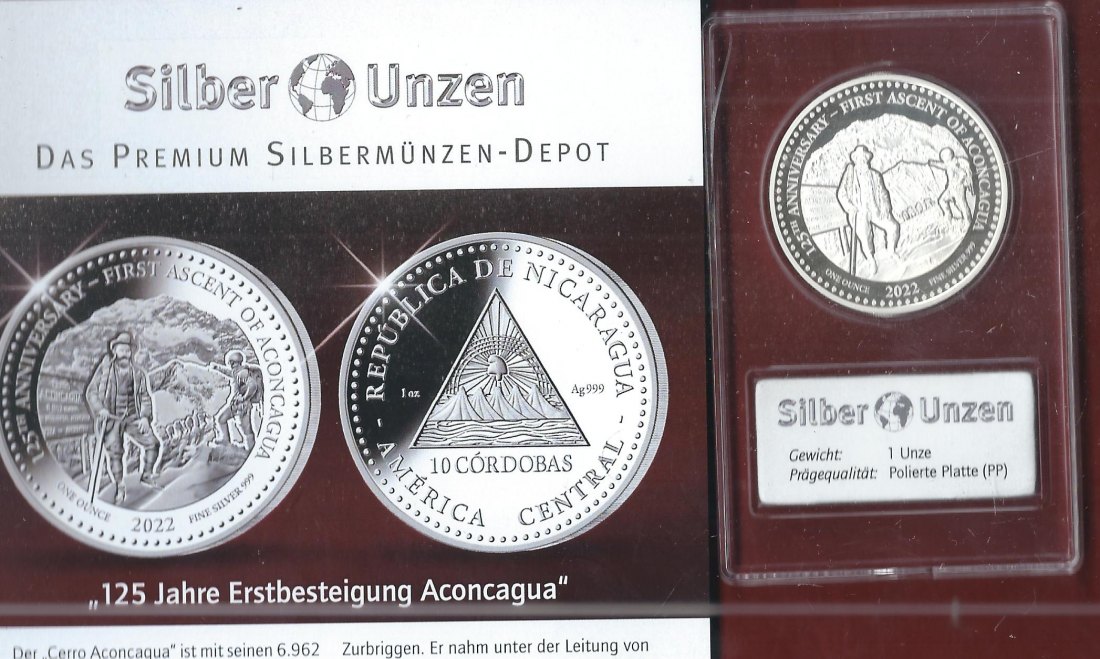 Silber Unzen
DAS PREMIUM SILBERMÜNZEN-DEPOT
125TH ANNIVERSARY – FIRST ASCENT OF ACONCAGUA
ONE OUNCE 2022 FINE SILVER 999
REPÚBLICA DE NICARAGUA
1 oz Ag 999
10 CÓRDOBAS
- AMÉRICA CENTRAL -
„125 Jahre Erstbesteigung Aconcagua“
Der „Cerro Aconcagua“ ist mit seinen 6.962
Zurbriggen. Er nahm unter der Leitung von
125TH ANNIVERSARY – FIRST ASCENT OF ACONCAGUA
ONE OUNCE 2022 FINE SILVER 999
Silber Unzen
Gewicht: 1 Unze
Prägequalität: Polierte Platte (PP)